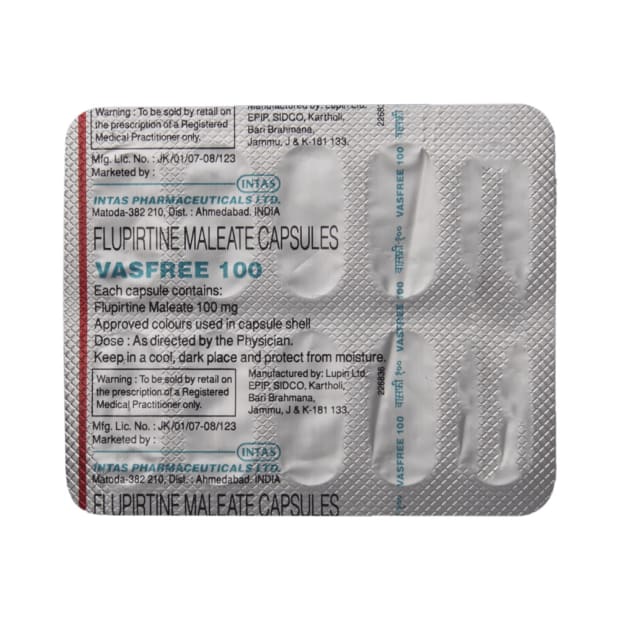 Warning : To be sold by retail on
the prescription of a Registered
Medical Practitioner only.
Manufactured by: Lupin Ltd.
EPIP, SIDCO, Kartholi,
Bari Brahmana,
Jammu, J & K-181 133.
Mfg. Lic. No. : JK/01/07-08/123
Marketed by :
INTAS
INTAS PHARMACEUTICALS LTD.
Matoda-382 210, Dist. : Ahmedabad. INDIA
FLUPIRTINE MALEATE CAPSULES
VASFREE 100
Each capsule contains:
Flupirtine Maleate 100 mg
Approved colours used in capsule shell
Dose : As directed by the Physician.
Keep in a cool, dark place and protect from moisture.
Warning : To be sold by retail on
the prescription of a Registered
Medical Practitioner only.
Manufactured by: Lupin Ltd.
EPIP, SIDCO, Kartholi,
Bari Brahmana,
Jammu, J & K-181 133.
Mfg. Lic. No. : JK/01/07-08/123
Marketed by :
INTAS
INTAS PHARMACEUTICALS LTD.
Matoda-382 210, Dist. : Ahmedabad. INDIA
FLUPIRTINE MALEATE CAPSULES
226836
VASFREE 100
226836
VASFREE 100